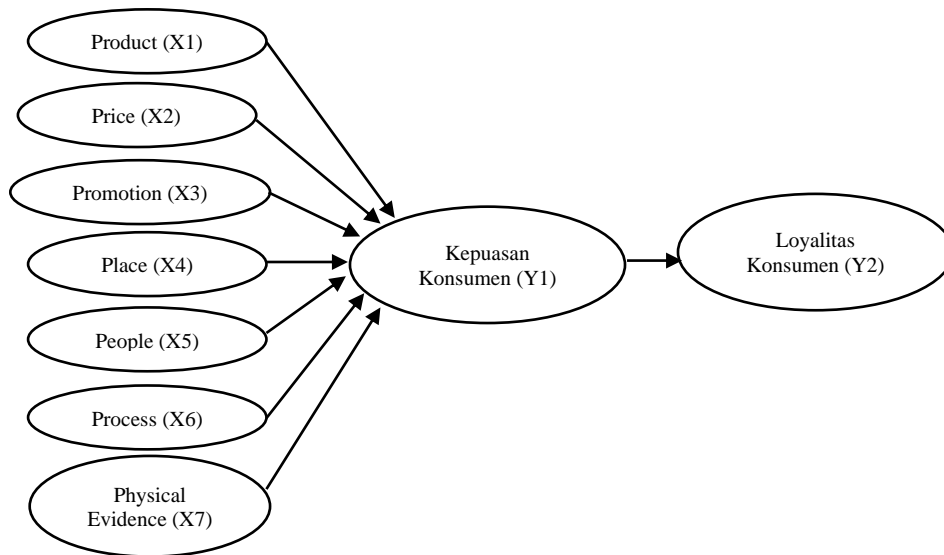 Product (X1)
Price (X2)
Promotion (X3)
Place (X4)
People (X5)
Process (X6)
Physical
Evidence (X7)
Kepuasan
Konsumen (Y1)
Loyalitas
Konsumen (Y2)